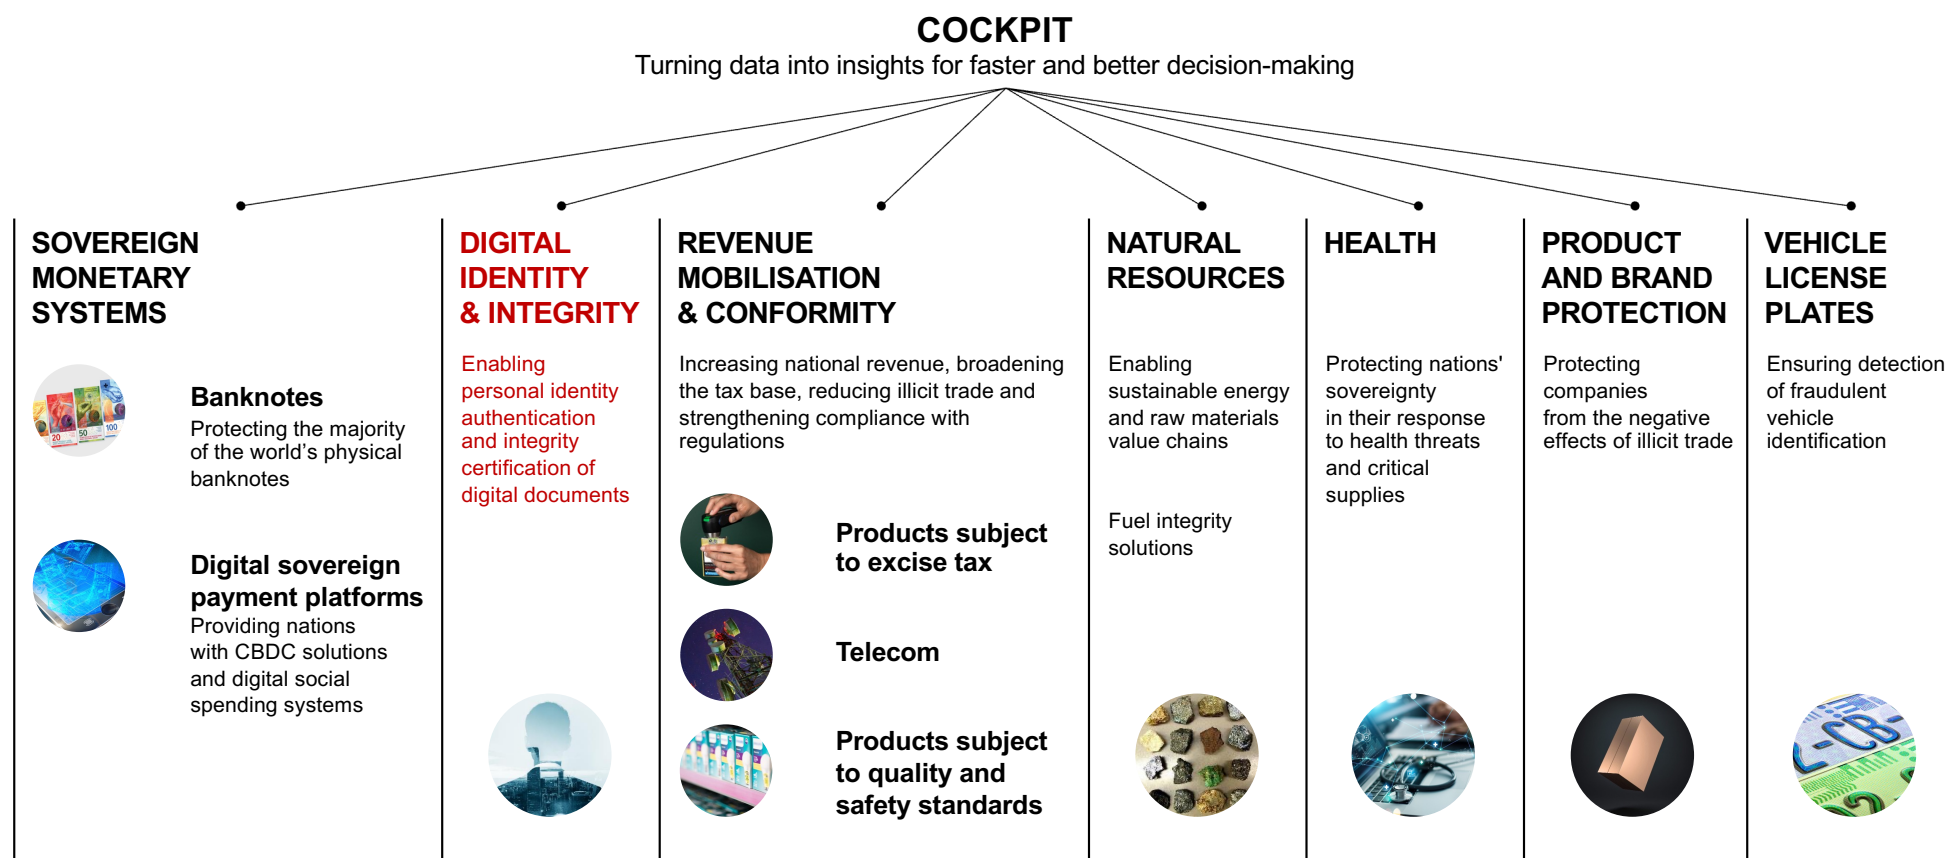 COCKPIT
Turning data into insights for faster and better decision-making
SOVEREIGN
MONETARY
SYSTEMS
Banknotes
Protecting the majority
of the world's physical
banknotes
20
50
100
Digital sovereign
payment platforms
Providing nations
with CBDC solutions
and digital social
spending systems
DIGITAL
IDENTITY
& INTEGRITY
Enabling
personal identity
authentication
and integrity
certification of
digital documents
REVENUE
MOBILISATION
& CONFORMITY
Increasing national revenue, broadening
the tax base, reducing illicit trade and
strengthening compliance with
regulations
Products subject
to excise tax
Telecom
Products subject
to quality and
safety standards
NATURAL
RESOURCES
Enabling
sustainable energy
and raw materials
value chains
Fuel integrity
solutions
HEALTH
Protecting nations'
sovereignty
in their response
to health threats
and critical
supplies
PRODUCT
AND BRAND
PROTECTION
Protecting
companies
from the negative
effects of illicit trade
VEHICLE
LICENSE
PLATES
Ensuring detection
of fraudulent
vehicle
identification
-CB-